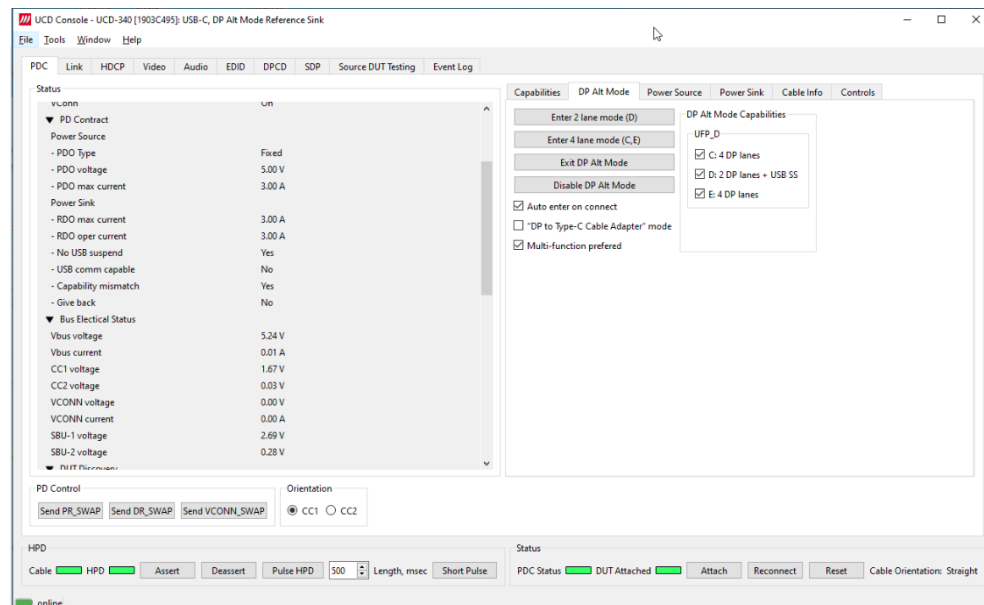 UCD Console - UCD-340 [1903C495]: USB-C, DP Alt Mode Reference Sink
File Tools Window Help
PDC Link HDCP Video Audio EDID DPCD SDP Source DUT Testing Event Log
Status
VConn On
PD Contract
Power Source
- PDO Type Fixed
- PDO voltage 5.00 V
- PDO max current 3.00 A
Power Sink
- RDO max current 3.00 A
- RDO oper current 3.00 A
- No USB suspend Yes
- USB comm capable No
- Capability mismatch Yes
- Give back No
Bus Electical Status
Vbus voltage 5.24 V
Vbus current 0.01 A
CC1 voltage 1.67 V
CC2 voltage 0.03 V
VCONN voltage 0.00 V
VCONN current 0.00 A
SBU-1 voltage 2.69 V
SBU-2 voltage 0.28 V
DUT Discovery
Capabilities DP Alt Mode Power Source Power Sink Cable Info Controls
Enter 2 lane mode (D)
Enter 4 lane mode (C,E)
Exit DP Alt Mode
Disable DP Alt Mode
Auto enter on connect
"DP to Type-C Cable Adapter" mode
Multi-function prefered
DP Alt Mode Capabilities
UFP_D
C: 4 DP lanes
D: 2 DP lanes + USB SS
E: 4 DP lanes
PD Control
Send PR_SWAP Send DR_SWAP Send VCONN_SWAP
Orientation
CC1 CC2
HPD
Cable HPD Assert Deassert Pulse HPD 500 Length, msec Short Pulse
Status
PDC Status DUT Attached Attach Reconnect Reset Cable Orientation: Straight
online